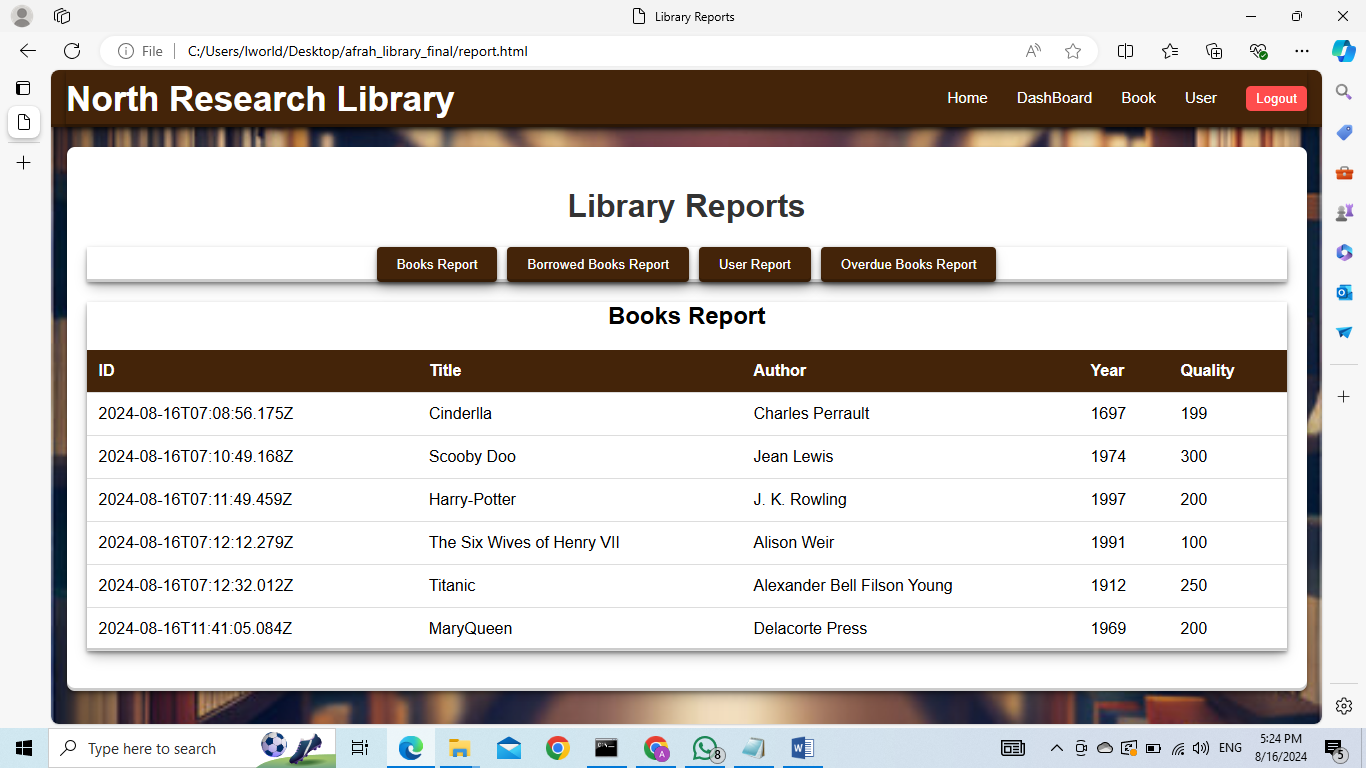 Library Reports
File
C:/Users/lworld/Desktop/afrah_library_final/report.html
North Research Library
Home DashBoard Book User Logout
Library Reports
Books Report Borrowed Books Report User Report Overdue Books Report
Books Report
ID Title Author Year Quality
2024-08-16T07:08:56.175Z Cinderlla Charles Perrault 1697 199
2024-08-16T07:10:49.168Z Scooby Doo Jean Lewis 1974 300
2024-08-16T07:11:49.459Z Harry-Potter J. K. Rowling 1997 200
2024-08-16T07:12:12.279Z The Six Wives of Henry VII Alison Weir 1991 100
2024-08-16T07:12:32.012Z Titanic Alexander Bell Filson Young 1912 250
2024-08-16T11:41:05.084Z MaryQueen Delacorte Press 1969 200
Type here to search
A
8
W
ENG
5:24 PM
8/16/2024
5